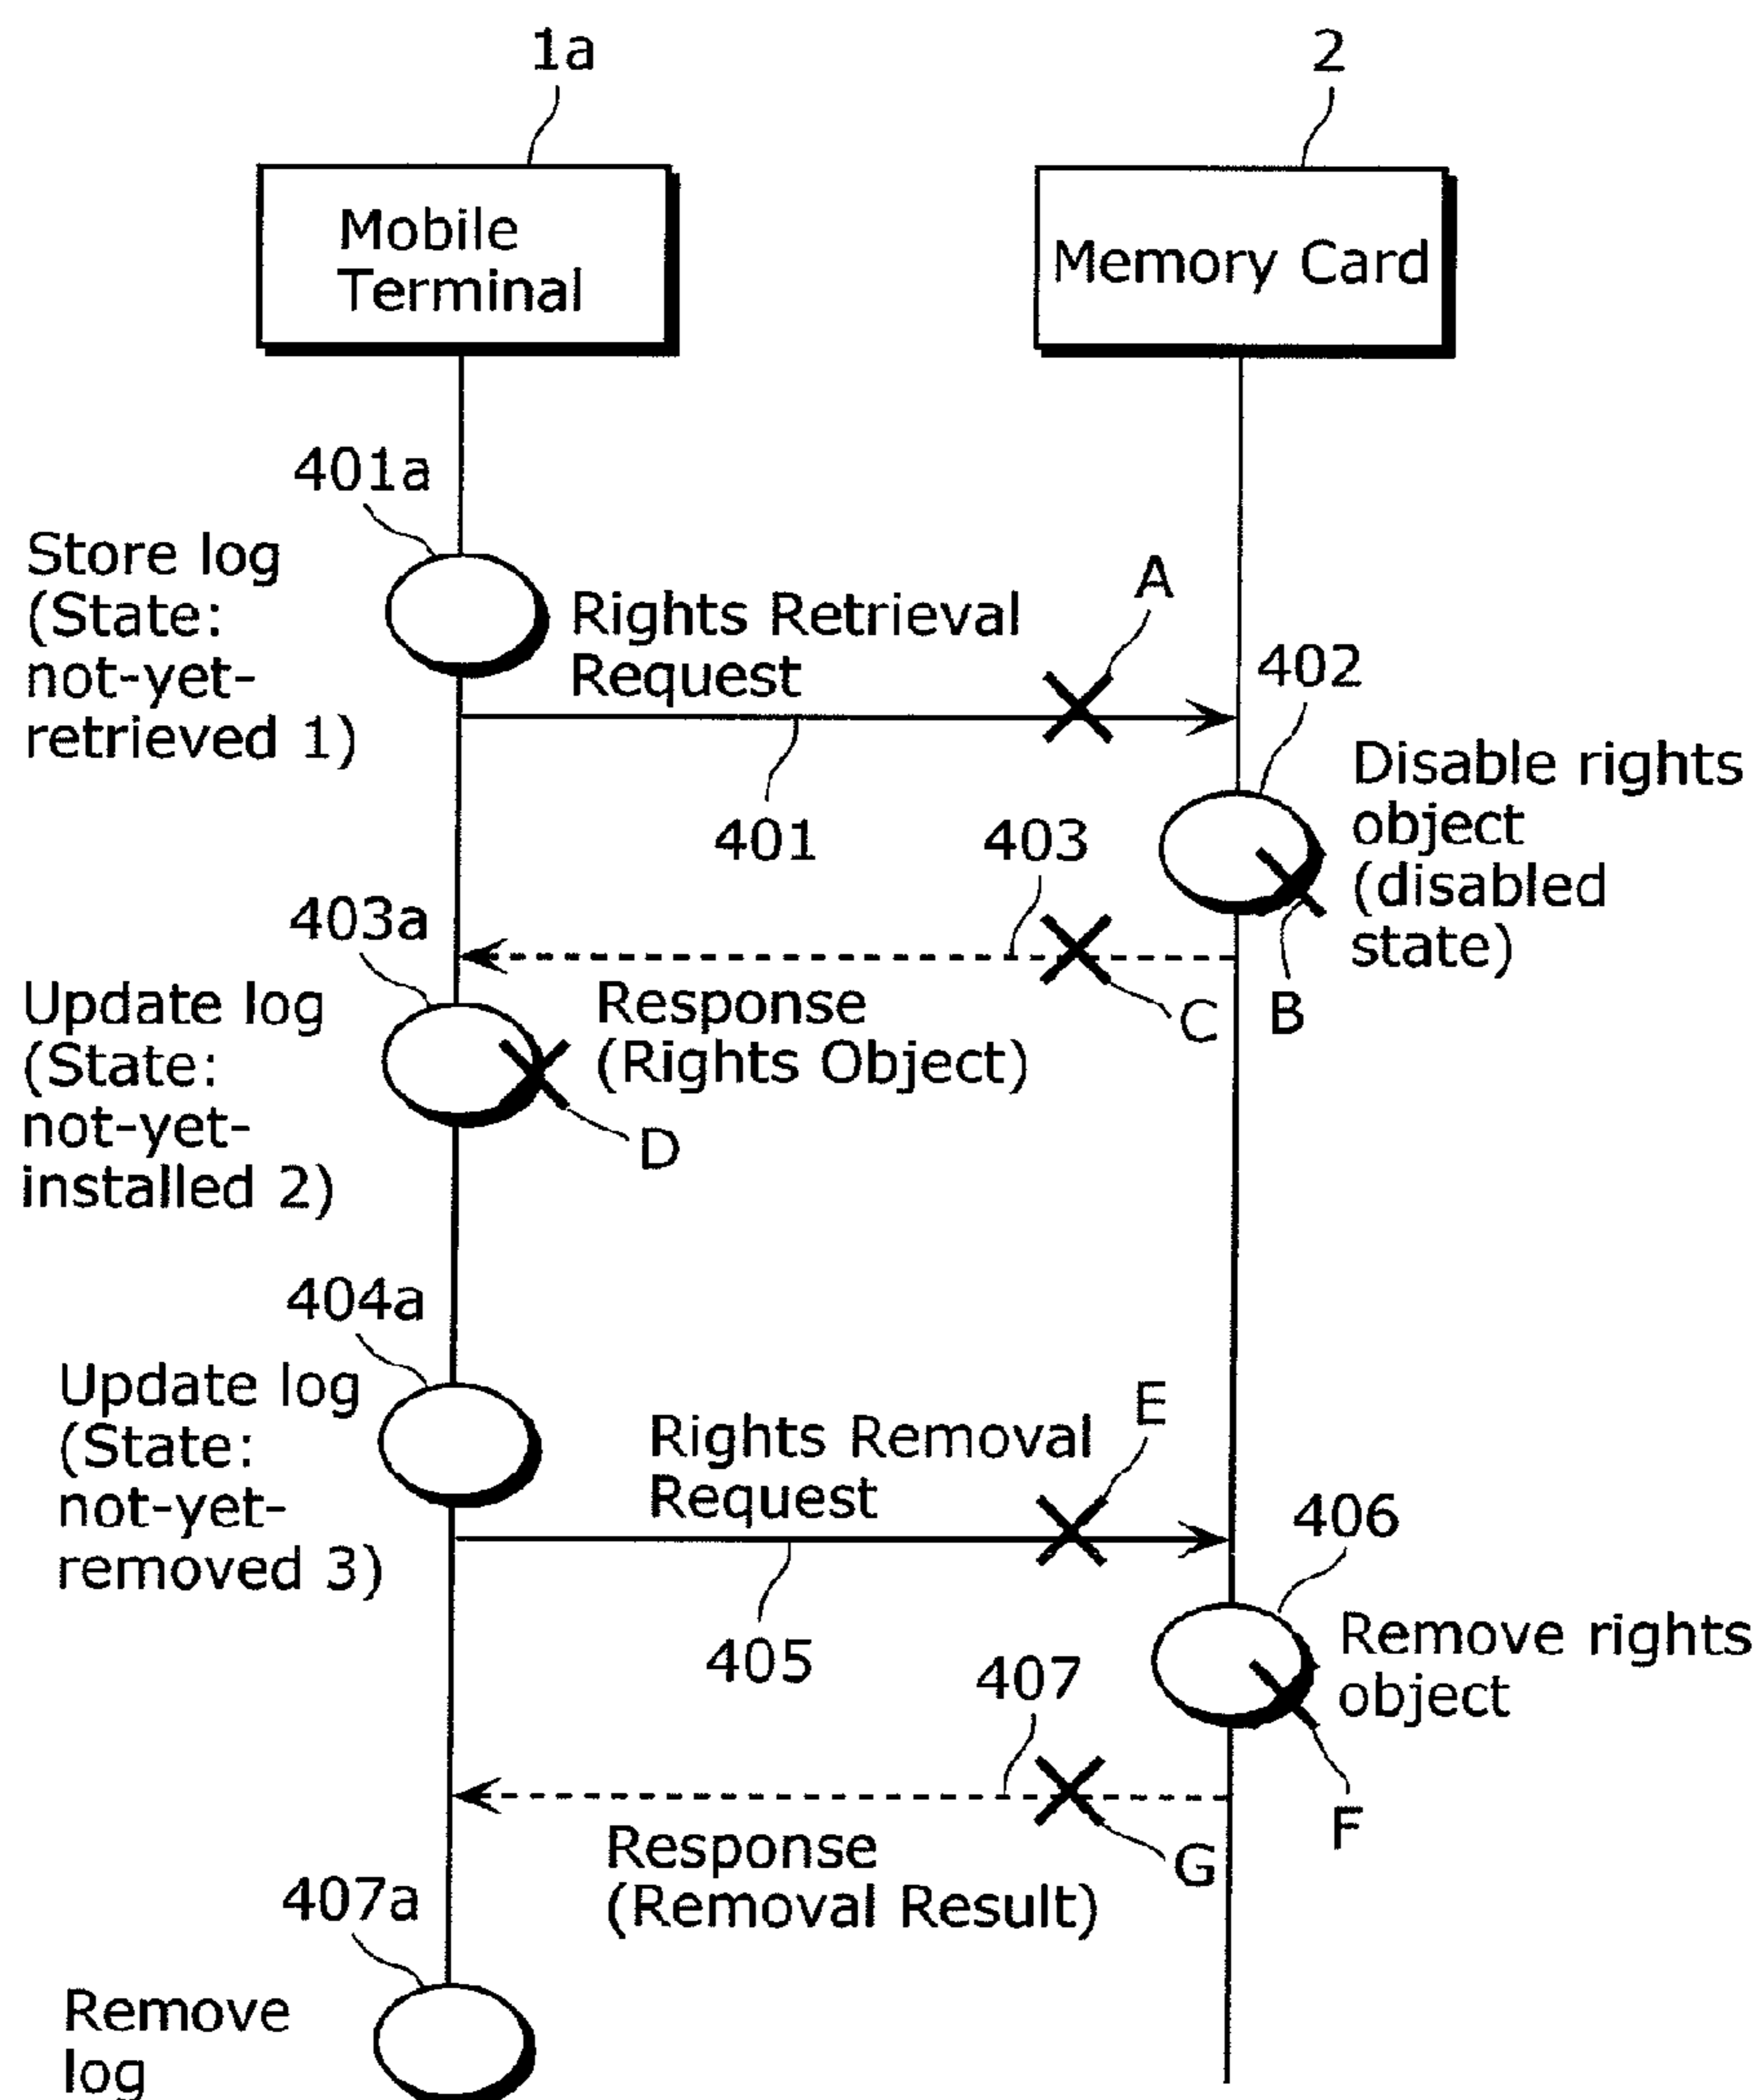 1a
2
Mobile
Terminal
Memory Card
401a
Store log
(State:
not-yet-
retrieved 1)
Rights Retrieval
Request
A
401
402
Disable rights
object
(disabled
state)
B
403
C
Response
(Rights Object)
403a
Update log
(State:
not-yet-
installed 2)
D
404a
Update log
(State:
not-yet-
removed 3)
Rights Removal
Request
E
405
406
Remove rights
object
F
407
G
Response
(Removal Result)
407a
Remove
log